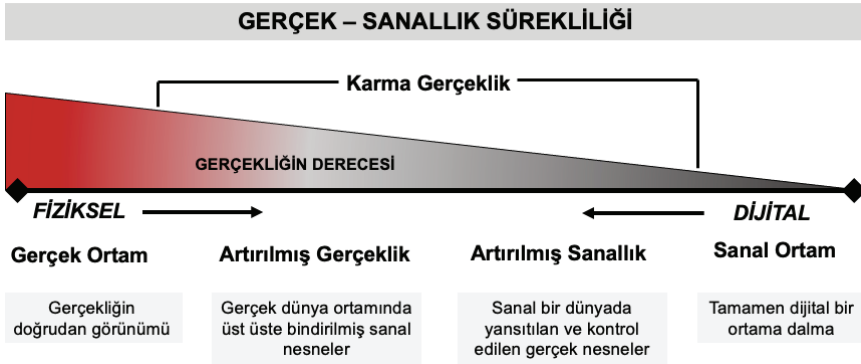 GERÇEK – SANALLIK SÜREKLİLİĞİ
Karma Gerçeklik
GERÇEKLİĞİN DERECESİ
FİZİKSEL
DİJİTAL
Gerçek Ortam
Artırılmış Gerçeklik
Artırılmış Sanallık
Sanal Ortam
Gerçekliğin
doğrudan görünümü
Gerçek dünya ortamında
üst üste bindirilmiş sanal
nesneler
Sanal bir dünyada
yansıtılan ve kontrol
edilen gerçek nesneler
Tamamen dijital bir
ortama dalma